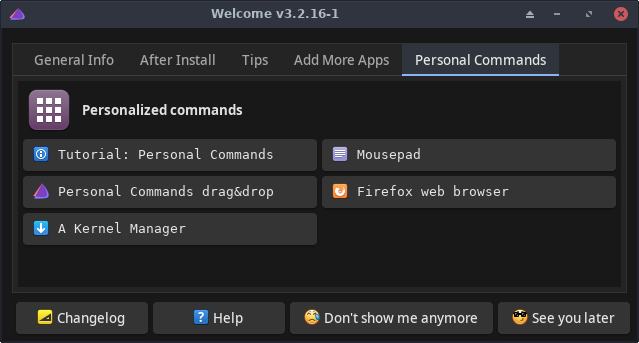 Welcome v3.2.16-1
General Info After Install Tips Add More Apps Personal Commands
Personalized commands
Tutorial: Personal Commands Mousepad
Personal Commands drag&drop Firefox web browser
A Kernel Manager
Changelog Help Don't show me anymore See you later